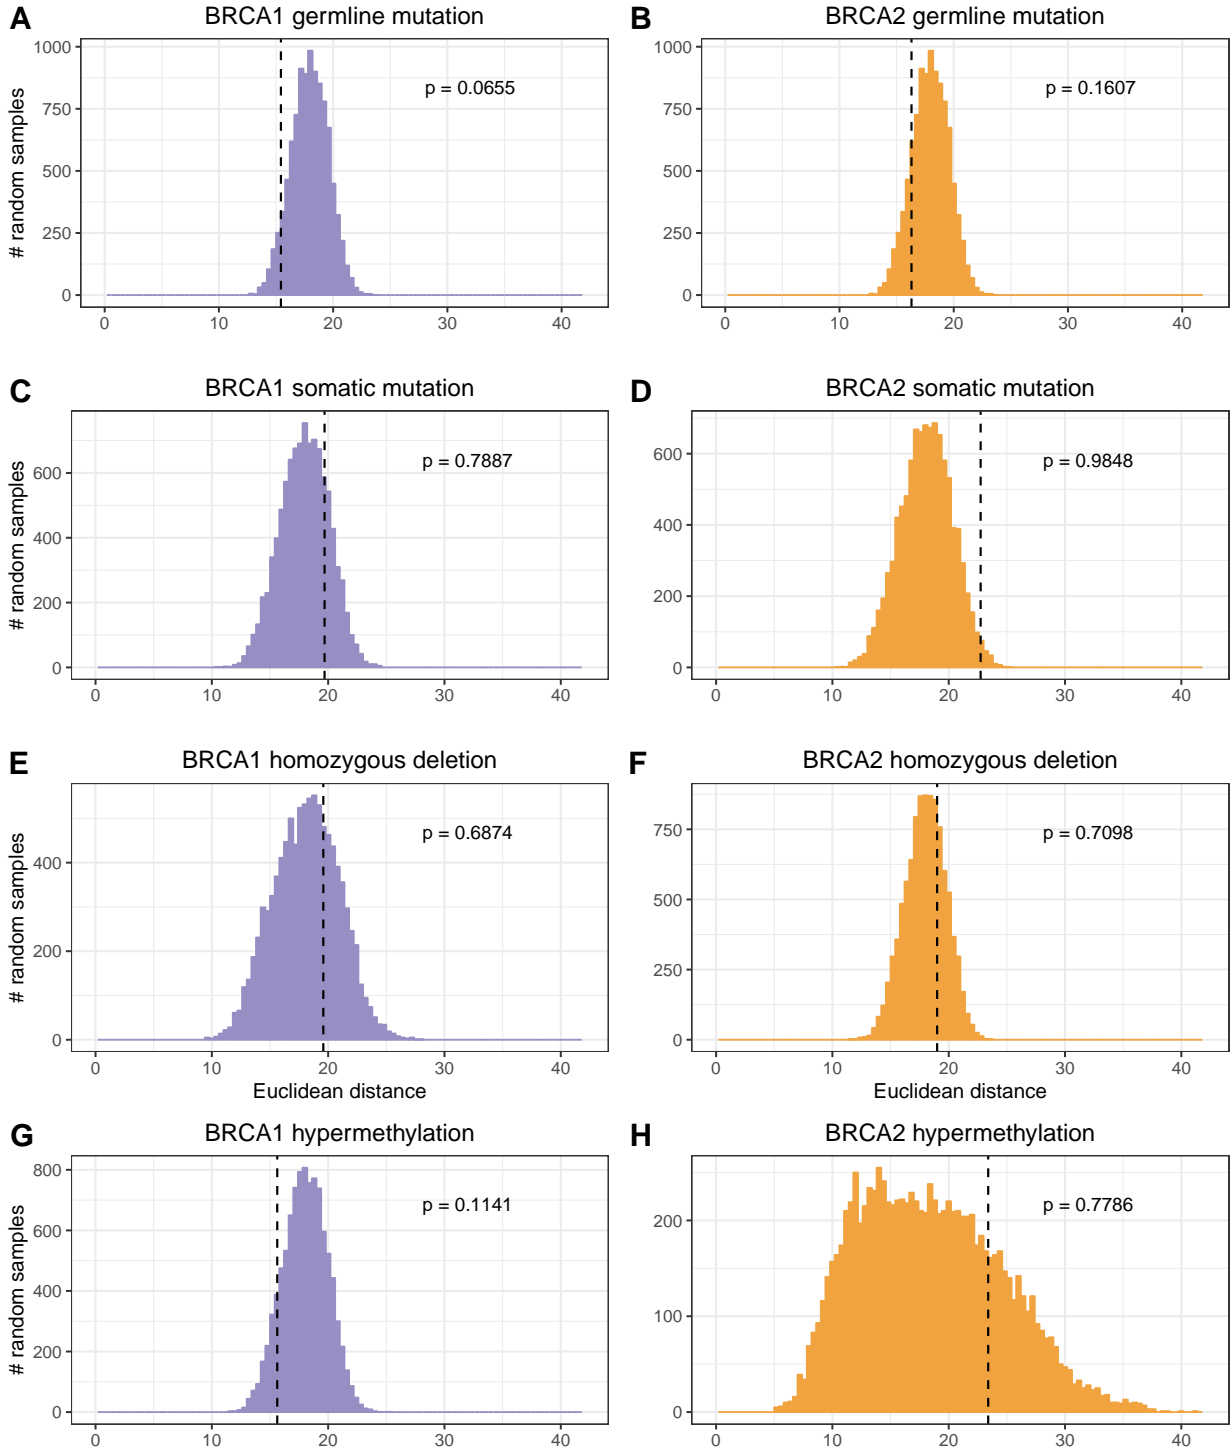 A
BRCA1 germline mutation
# random samples
1000
750
500
250
0
p = 0.0655
0 10 20 30 40
B
BRCA2 germline mutation
1000
750
500
250
0
p = 0.1607
0 10 20 30 40
C
BRCA1 somatic mutation
# random samples
600
400
200
0
p = 0.7887
0 10 20 30 40
D
BRCA2 somatic mutation
600
400
200
0
p = 0.9848
0 10 20 30 40
E
BRCA1 homozygous deletion
# random samples
400
200
0
p = 0.6874
0 10 20 30 40
Euclidean distance
F
BRCA2 homozygous deletion
750
500
250
0
p = 0.7098
0 10 20 30 40
Euclidean distance
G
BRCA1 hypermethylation
# random samples
800
600
400
200
0
p = 0.1141
0 10 20 30 40
H
BRCA2 hypermethylation
200
100
0
p = 0.7786
0 10 20 30 40